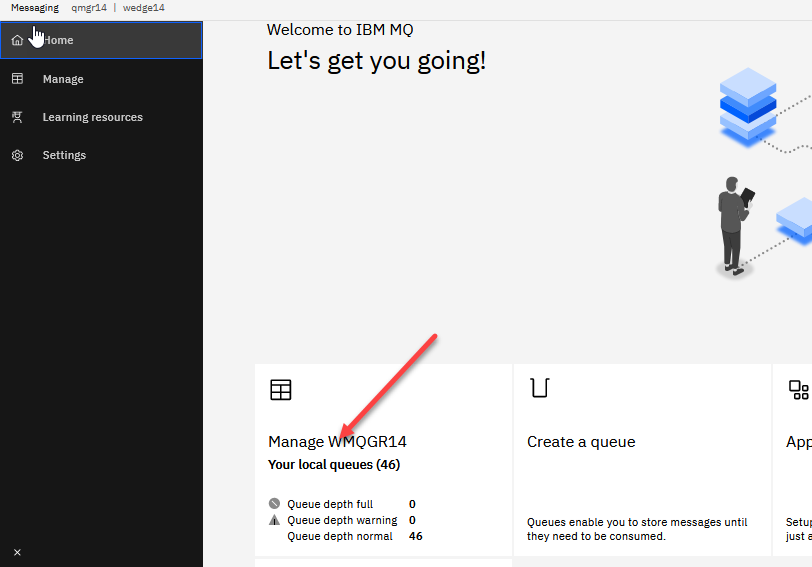 Messaging qmgr14 | wedge14
Home
Manage
Learning resources
Settings
Welcome to IBM MQ
Let's get you going!
Manage WMQGR14
Your local queues (46)
Queue depth full 0
Queue depth warning 0
Queue depth normal 46
Create a queue
Queues enable you to store messages until
they need to be consumed.
App
Setup
just a